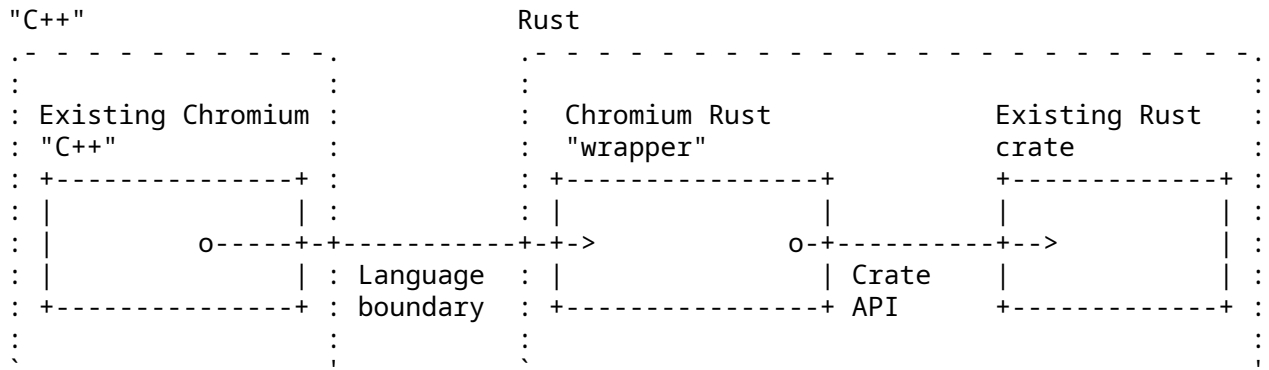 "C++"
Rust
Existing Chromium
"C++"
Chromium Rust
"wrapper"
Existing Rust
crate
Language
boundary
Crate
API